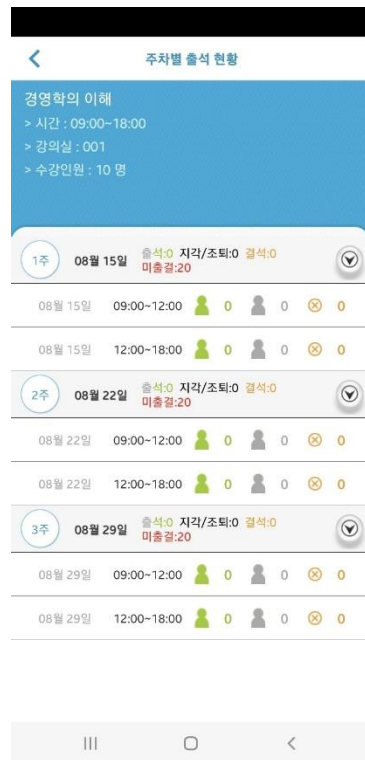 주차별 출석 현황
경영학의 이해
> 시간 : 09:00~18:00
> 강의실 : 001
> 수강인원 : 10 명
1주 08월 15일 출석:0 지각/조퇴:0 결석:0
미출결:20
08월 15일 09:00~12:00 0 0 0
08월 15일 12:00~18:00 0 0 0
2주 08월 22일 출석:0 지각/조퇴:0 결석:0
미출결:20
08월 22일 09:00~12:00 0 0 0
08월 22일 12:00~18:00 0 0 0
3주 08월 29일 출석:0 지각/조퇴:0 결석:0
미출결:20
08월 29일 09:00~12:00 0 0 0
08월 29일 12:00~18:00 0 0 0